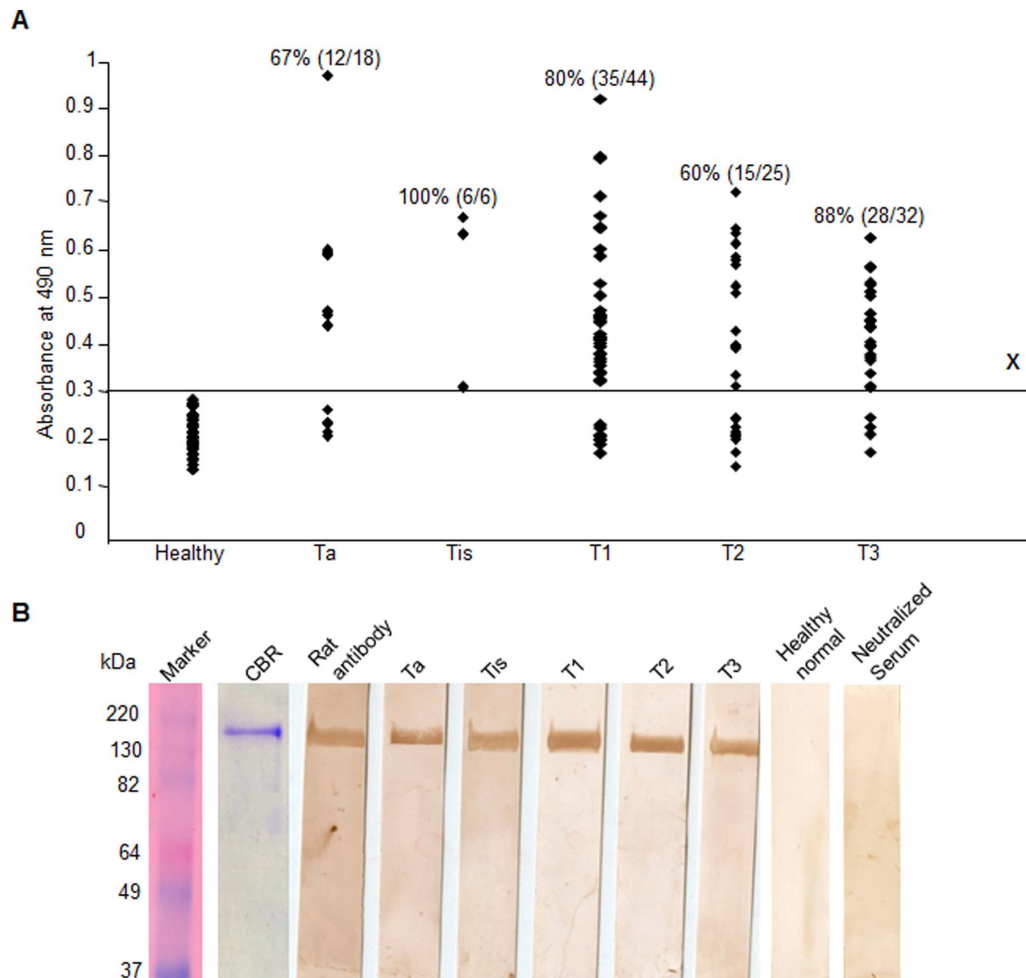 A
67% (12/18)
80% (35/44)
100% (6/6)
60% (15/25)
88% (28/32)
Absorbance at 490 nm
1
0.9
0.8
0.7
0.6
0.5
0.4
0.3
0.2
0.1
0
X
Healthy Ta Tis T1 T2 T3
B
kDa
Marker
CBR
Rat
antibody
Ta
Tis
T1
T2
T3
Healthy
normal
Neutralized
Serum
220
130
82
64
49
37